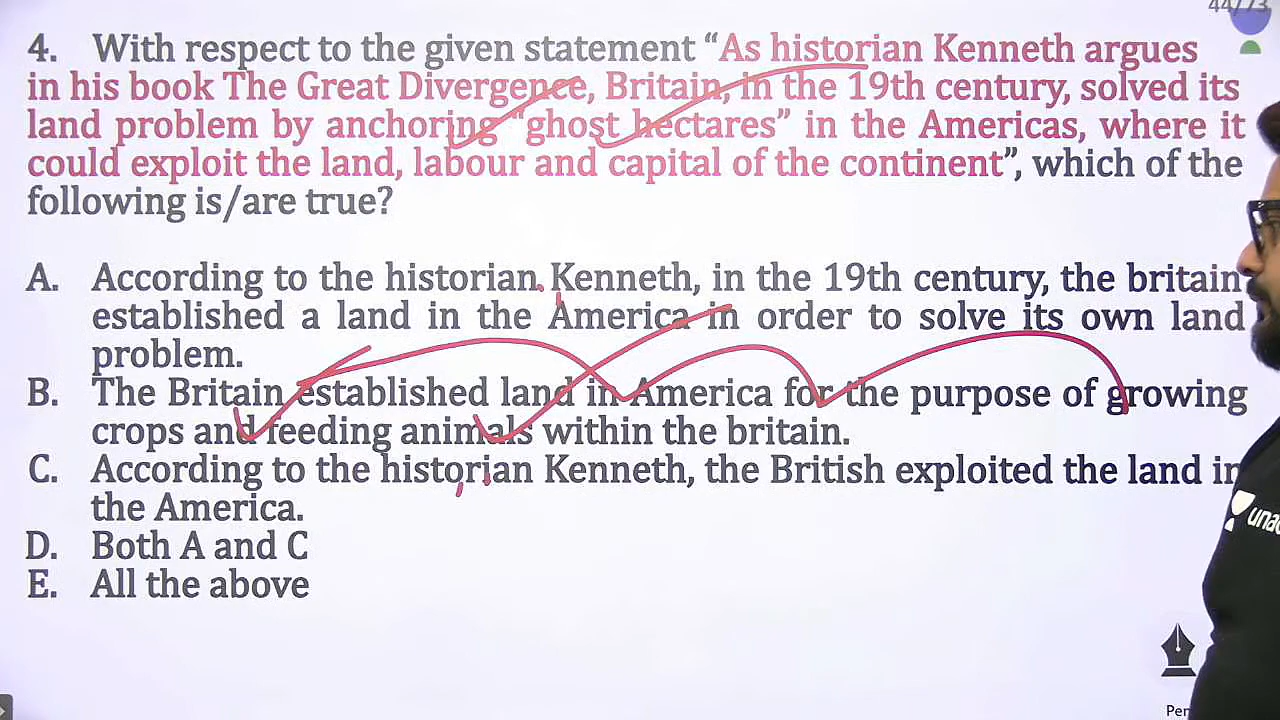 44/73
4. With respect to the given statement “As historian Kenneth argues
in his book The Great Divergence, Britain, in the 19th century, solved its
land problem by anchoring “ghost hectares” in the Americas, where it
could exploit the land, labour and capital of the continent”, which of the
following is/are true?
A. According to the historian Kenneth, in the 19th century, the britain
established a land in the America in order to solve its own land
problem.
B. The Britain established land in America for the purpose of growing
crops and feeding animals within the britain.
C. According to the historian Kenneth, the British exploited the land in
the America.
D. Both A and C
E. All the above